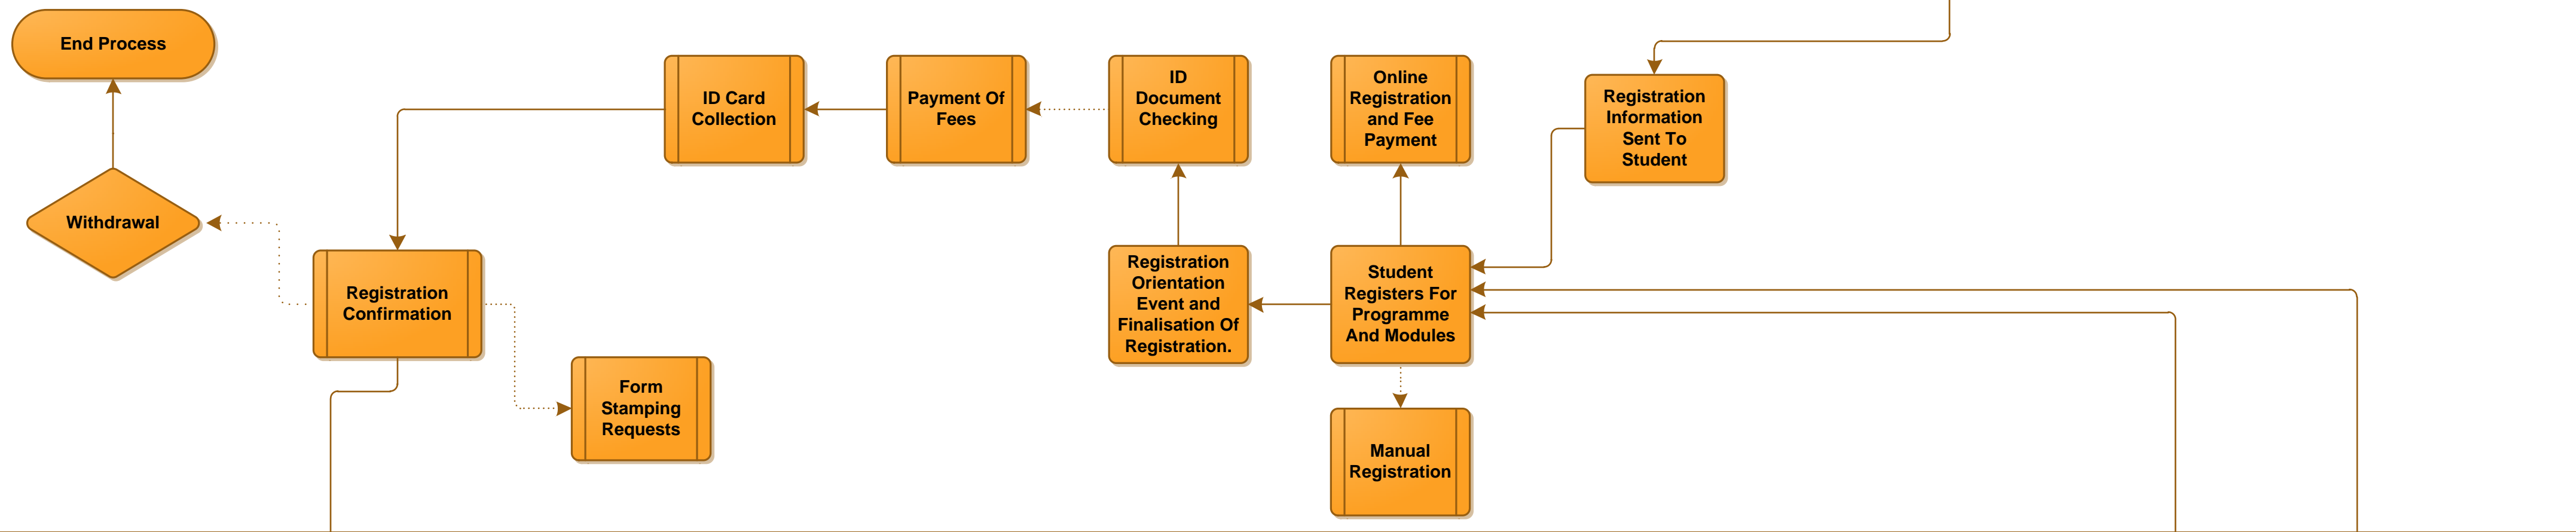 End Process
ID Card
Collection
Payment Of
Fees
ID
Document
Checking
Online
Registration
and Fee
Payment
Registration
Information
Sent To
Student
Withdrawal
Registration
Confirmation
Registration
Orientation
Event and
Finalisation Of
Registration.
Student
Registers For
Programme
And Modules
Form
Stamping
Requests
Manual
Registration